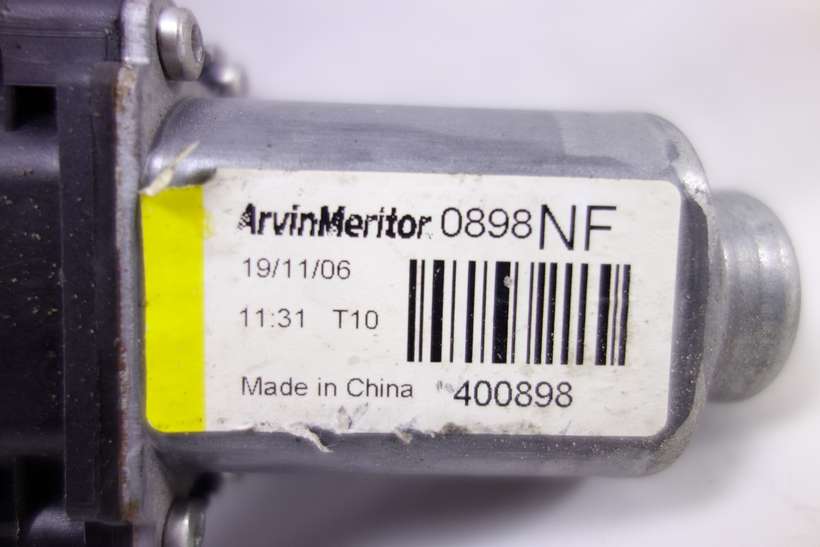 ArvinMeritor 0898 NF
19/11/06
11:31 T10
Made in China 400898